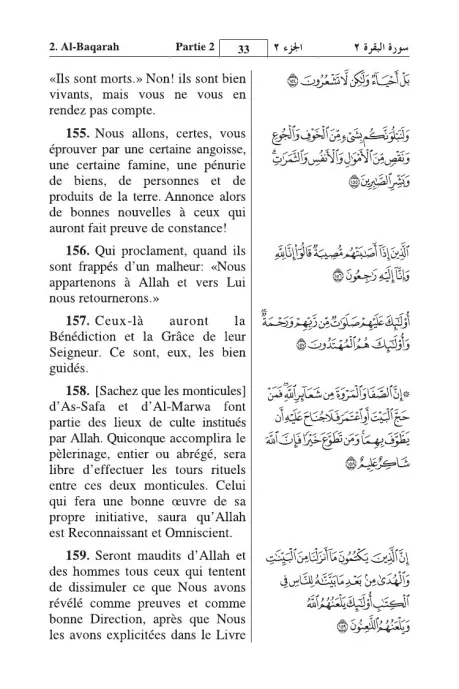 2. Al-Baqarah Partie 2 33 الجزء ٢ سورة البقرة ٢
«Ils sont morts.» Non! ils sont bien
vivants, mais vous ne vous en
rendez pas compte.
بَلْ أَحْيَاءٌ وَلَٰكِن لَّا تَشْعُرُونَ ١٥٤
155. Nous allons, certes, vous
éprouver par une certaine angoisse,
une certaine famine, une pénurie
de biens, de personnes et de
produits de la terre. Annonce alors
de bonnes nouvelles à ceux qui
auront fait preuve de constance!
وَلَنَبْلُوَنَّكُم بِشَيْءٍ مِّنَ الْخَوْفِ وَالْجُوعِ
وَنَقْصٍ مِّنَ الْأَمْوَالِ وَالْأَنفُسِ وَالثَّمَرَاتِ ۗ
وَبَشِّرِ الصَّابِرِينَ ١٥٥
156. Qui proclament, quand ils
sont frappés d’un malheur: «Nous
appartenons à Allah et vers Lui
nous retournerons.»
الَّذِينَ إِذَا أَصَابَتْهُم مُّصِيبَةٌ قَالُوا إِنَّا لِلَّهِ
وَإِنَّا إِلَيْهِ رَاجِعُونَ ١٥٦
157. Ceux-là auront la
Bénédiction et la Grâce de leur
Seigneur. Ce sont, eux, les bien
guidés.
أُولَٰئِكَ عَلَيْهِمْ صَلَوَاتٌ مِّن رَّبِّهِمْ وَرَحْمَةٌ ۖ
وَأُولَٰئِكَ هُمُ الْمُهْتَدُونَ ١٥٧
158. [Sachez que les monticules]
d’As-Safa et d’Al-Marwa font
partie des lieux de culte institués
par Allah. Quiconque accomplira le
pèlerinage, entier ou abrégé, sera
libre d’effectuer les tours rituels
entre ces deux monticules. Celui
qui fera une bonne œuvre de sa
propre initiative, saura qu’Allah
est Reconnaissant et Omniscient.
۞ إِنَّ الصَّفَا وَالْمَرْوَةَ مِن شَعَائِرِ اللَّهِ ۖ فَمَنْ
حَجَّ الْبَيْتَ أَوِ اعْتَمَرَ فَلَا جُنَاحَ عَلَيْهِ أَن
يَطَّوَّفَ بِهِمَا ۚ وَمَن تَطَوَّعَ خَيْرًا فَإِنَّ اللَّهَ
شَاكِرٌ عَلِيمٌ ١٥٨
159. Seront maudits d’Allah et
des hommes tous ceux qui tentent
de dissimuler ce que Nous avons
révélé comme preuves et comme
bonne Direction, après que Nous
les avons explicitées dans le Livre
إِنَّ الَّذِينَ يَكْتُمُونَ مَا أَنزَلْنَا مِنَ الْبَيِّنَاتِ
وَالْهُدَىٰ مِن بَعْدِ مَا بَيَّنَّاهُ لِلنَّاسِ فِي
الْكِتَابِ أُولَٰئِكَ يَلْعَنُهُمُ اللَّهُ
وَيَلْعَنُهُمُ اللَّاعِنُونَ ١٥٩